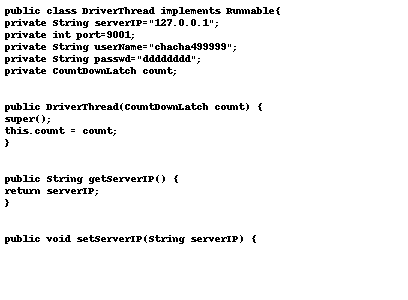 public class DriverThread implements Runnable{
private String serverIP="127.0.0.1";
private int port=9001;
private String userName="chacha499999";
private String passwd="dddddddd";
private CountDownLatch count;
public DriverThread(CountDownLatch count) {
super();
this.count = count;
}
public String getServerIP() {
return serverIP;
}
public void setServerIP(String serverIP) {